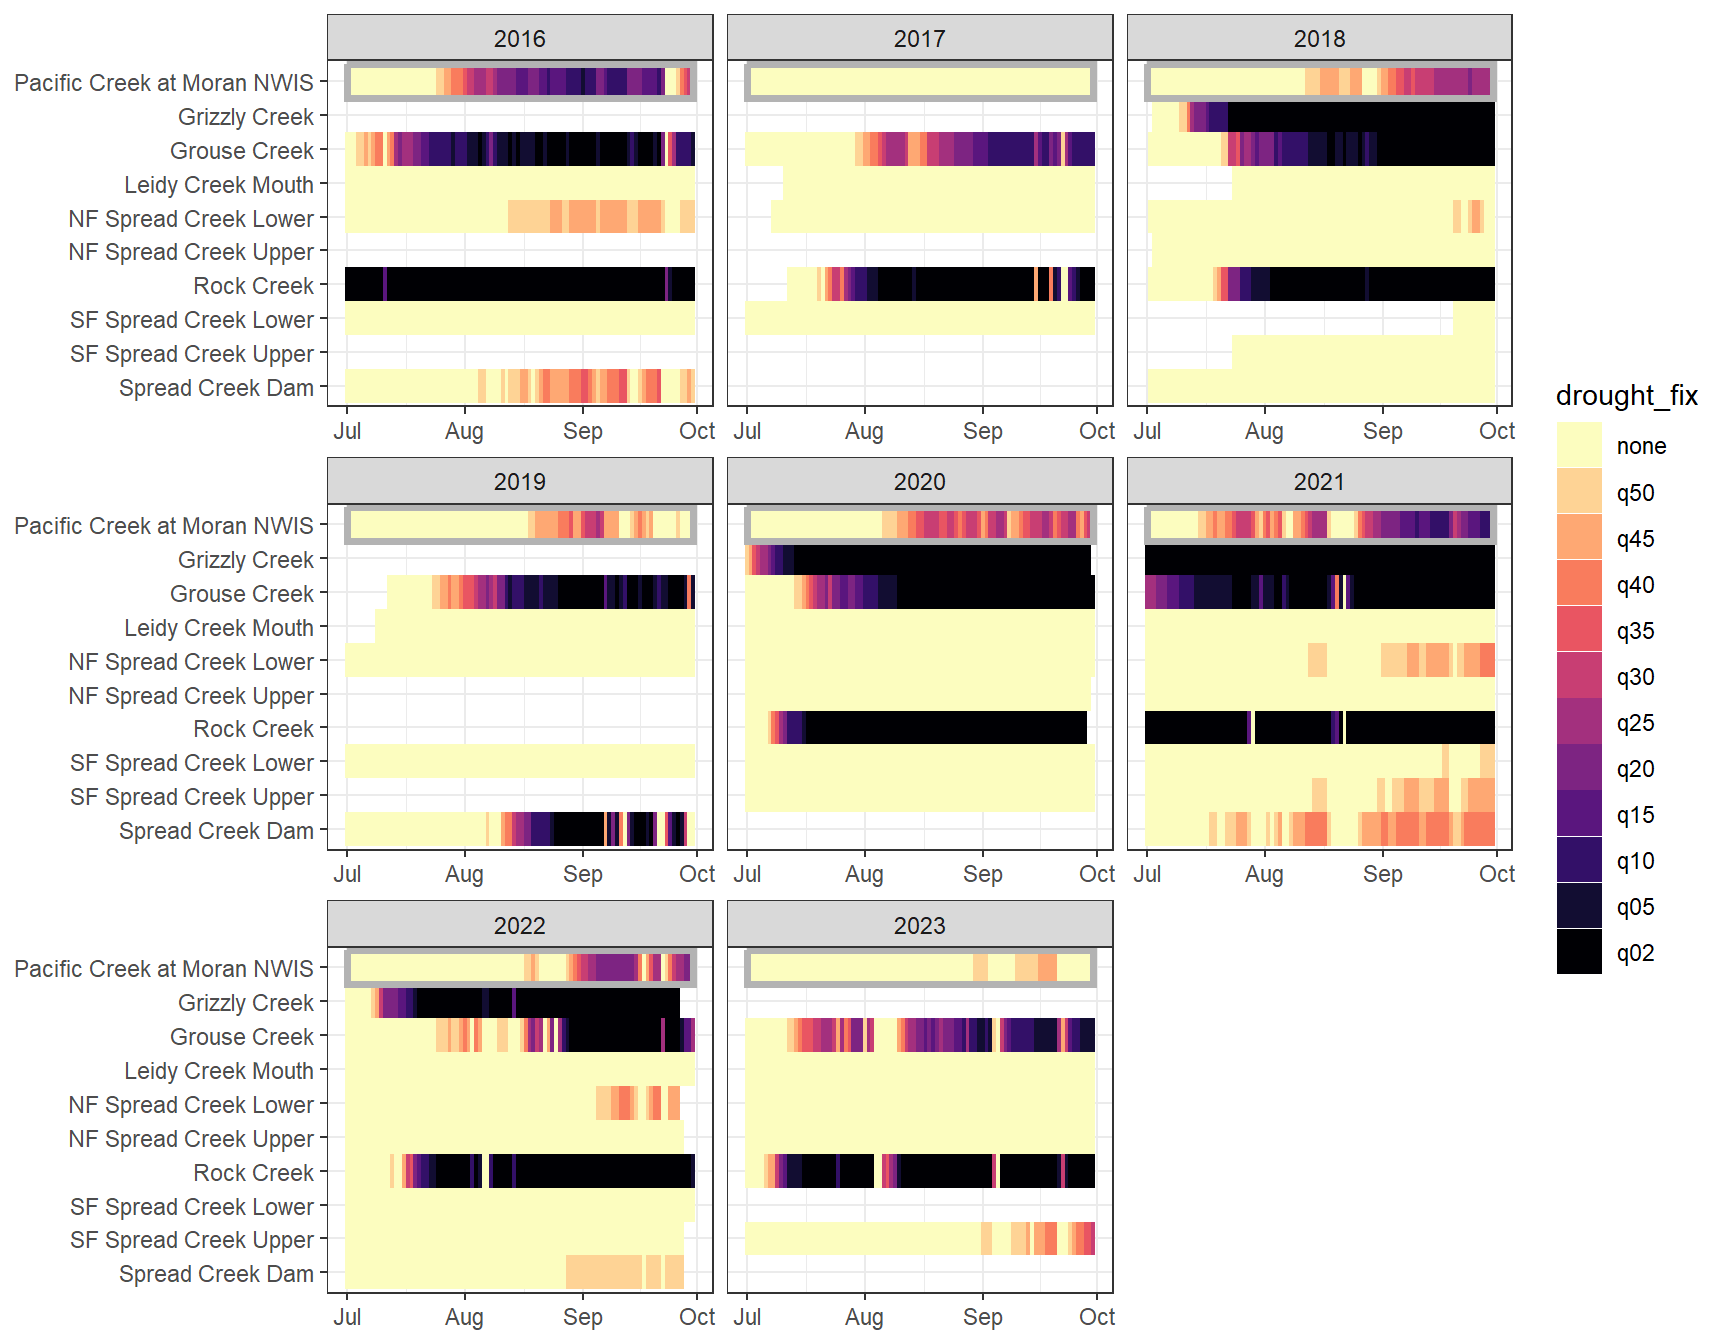 2016
2017
2018
Pacific Creek at Moran NWIS
Grizzly Creek
Grouse Creek
Leidy Creek Mouth
NF Spread Creek Lower
NF Spread Creek Upper
Rock Creek
SF Spread Creek Lower
SF Spread Creek Upper
Spread Creek Dam
Jul Aug Sep Oct
Jul Aug Sep Oct
Jul Aug Sep Oct
2019
2020
2021
Pacific Creek at Moran NWIS
Grizzly Creek
Grouse Creek
Leidy Creek Mouth
NF Spread Creek Lower
NF Spread Creek Upper
Rock Creek
SF Spread Creek Lower
SF Spread Creek Upper
Spread Creek Dam
Jul Aug Sep Oct
Jul Aug Sep Oct
Jul Aug Sep Oct
2022
2023
Pacific Creek at Moran NWIS
Grizzly Creek
Grouse Creek
Leidy Creek Mouth
NF Spread Creek Lower
NF Spread Creek Upper
Rock Creek
SF Spread Creek Lower
SF Spread Creek Upper
Spread Creek Dam
Jul Aug Sep Oct
Jul Aug Sep Oct
drought_fix
none
q50
q45
q40
q35
q30
q25
q20
q15
q10
q05
q02